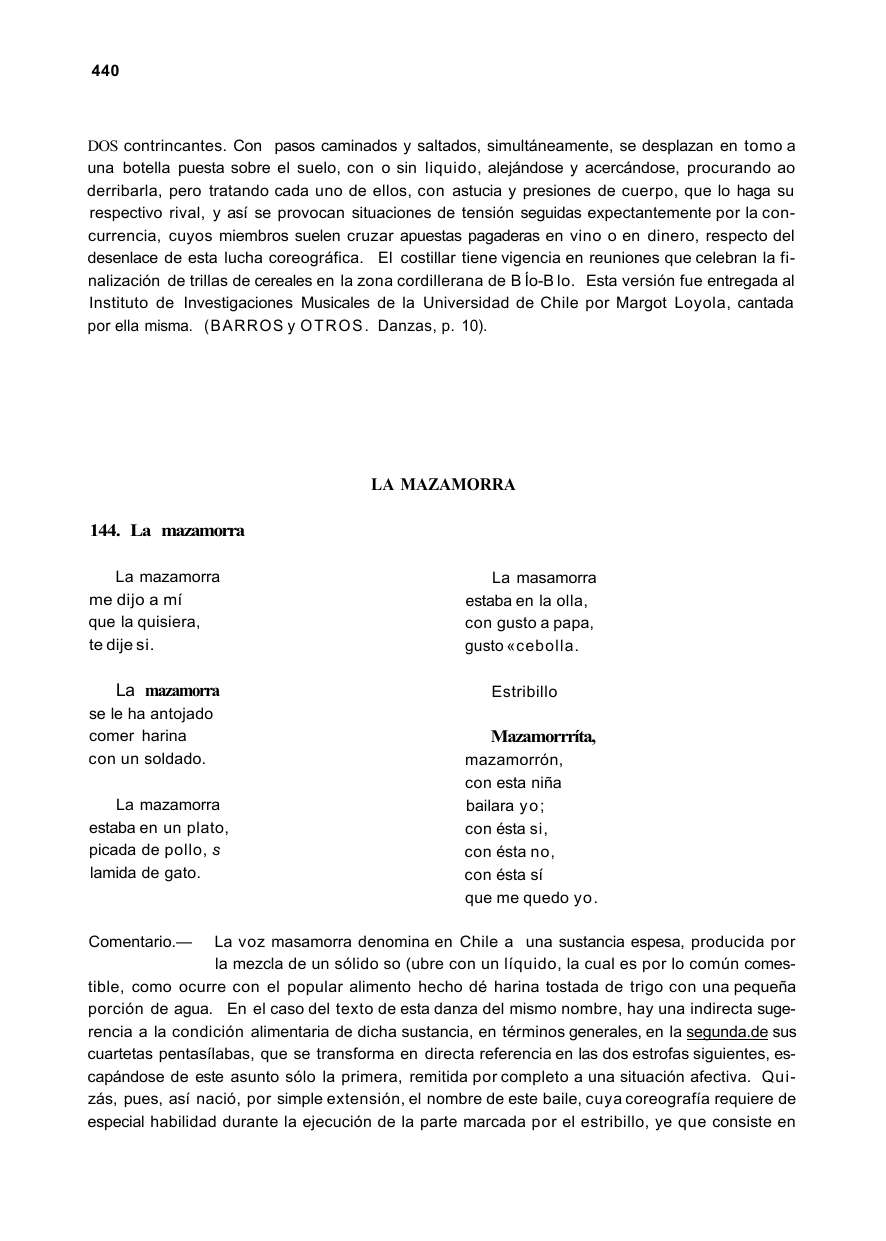 440
DOS contrincantes. Con pasos caminados y saltados, simultáneamente, se desplazan en tomo a
una botella puesta sobre el suelo, con o sin liquido, alejándose y acercándose, procurando ao
derribarla, pero tratando cada uno de ellos, con astucia y presiones de cuerpo, que lo haga su
respectivo rival, y así se provocan situaciones de tensión seguidas expectantemente por la con-
currencia, cuyos miembros suelen cruzar apuestas pagaderas en vino o en dinero, respecto del
desenlace de esta lucha coreográfica. El costillar tiene vigencia en reuniones que celebran la fi-
nalización de trillas de cereales en la zona cordillerana de B Ío-B lo. Esta versión fue entregada al
Instituto de Investigaciones Musicales de la Universidad de Chile por Margot Loyola, cantada
por ella misma. (BARROS y OTROS. Danzas, p. 10).
LA MAZAMORRA
144. La mazamorra
La mazamorra
me dijo a mí
que la quisiera,
te dije si.
La mazamorra
se le ha antojado
comer harina
con un soldado.
La mazamorra
estaba en un plato,
picada de pollo, s
lamida de gato.
La masamorra
estaba en la olla,
con gusto a papa,
gusto «cebolla.
Estribillo
Mazamorrríta,
mazamorrón,
con esta niña
bailara yo;
con ésta si,
con ésta no,
con ésta sí
que me quedo yo.
Comentario.— La voz masamorra denomina en Chile a una sustancia espesa, producida por
la mezcla de un sólido so (ubre con un líquido, la cual es por lo común comes-
tible, como ocurre con el popular alimento hecho dé harina tostada de trigo con una pequeña
porción de agua. En el caso del texto de esta danza del mismo nombre, hay una indirecta suge-
rencia a la condición alimentaria de dicha sustancia, en términos generales, en la segunda.de sus
cuartetas pentasílabas, que se transforma en directa referencia en las dos estrofas siguientes, es-
capándose de este asunto sólo la primera, remitida por completo a una situación afectiva. Qui-
zás, pues, así nació, por simple extensión, el nombre de este baile, cuya coreografía requiere de
especial habilidad durante la ejecución de la parte marcada por el estribillo, ye que consiste en